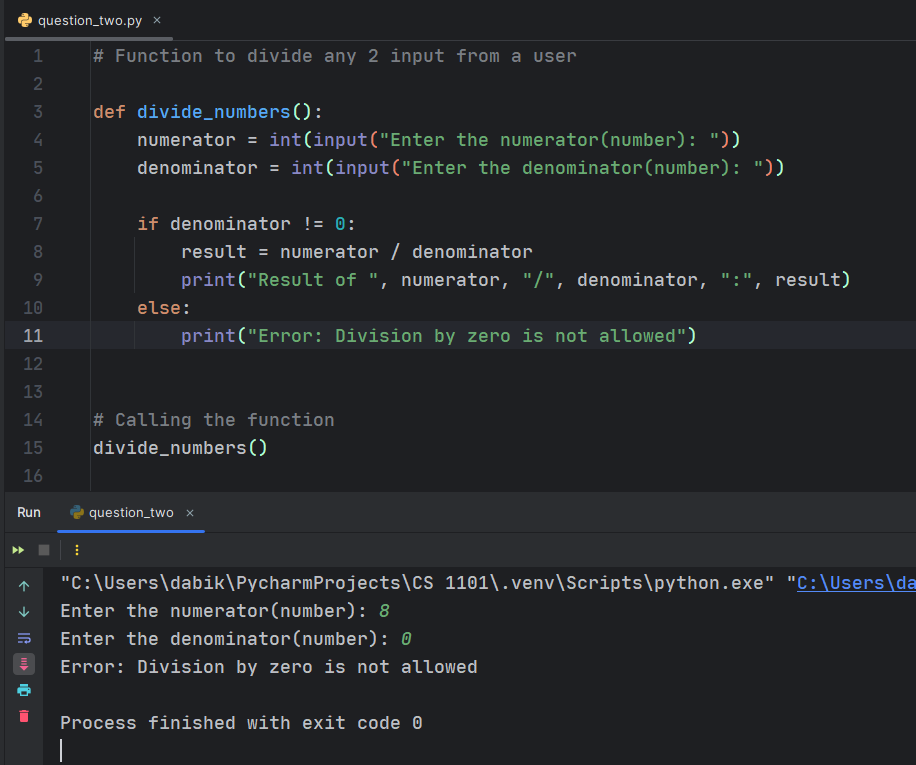 question_two.py ×
1 # Function to divide any 2 input from a user
2
3 def divide_numbers():
4     numerator = int(input("Enter the numerator(number): "))
5     denominator = int(input("Enter the denominator(number): "))
6
7     if denominator != 0:
8         result = numerator / denominator
9         print("Result of ", numerator, "/", denominator, ":", result)
10     else:
11         print("Error: Division by zero is not allowed")
12
13
14 # Calling the function
15 divide_numbers()
16
Run question_two ×
"C:\Users\dabik\PycharmProjects\CS 1101\.venv\Scripts\python.exe" "C:\Users\da
Enter the numerator(number): 8
Enter the denominator(number): 0
Error: Division by zero is not allowed
Process finished with exit code 0